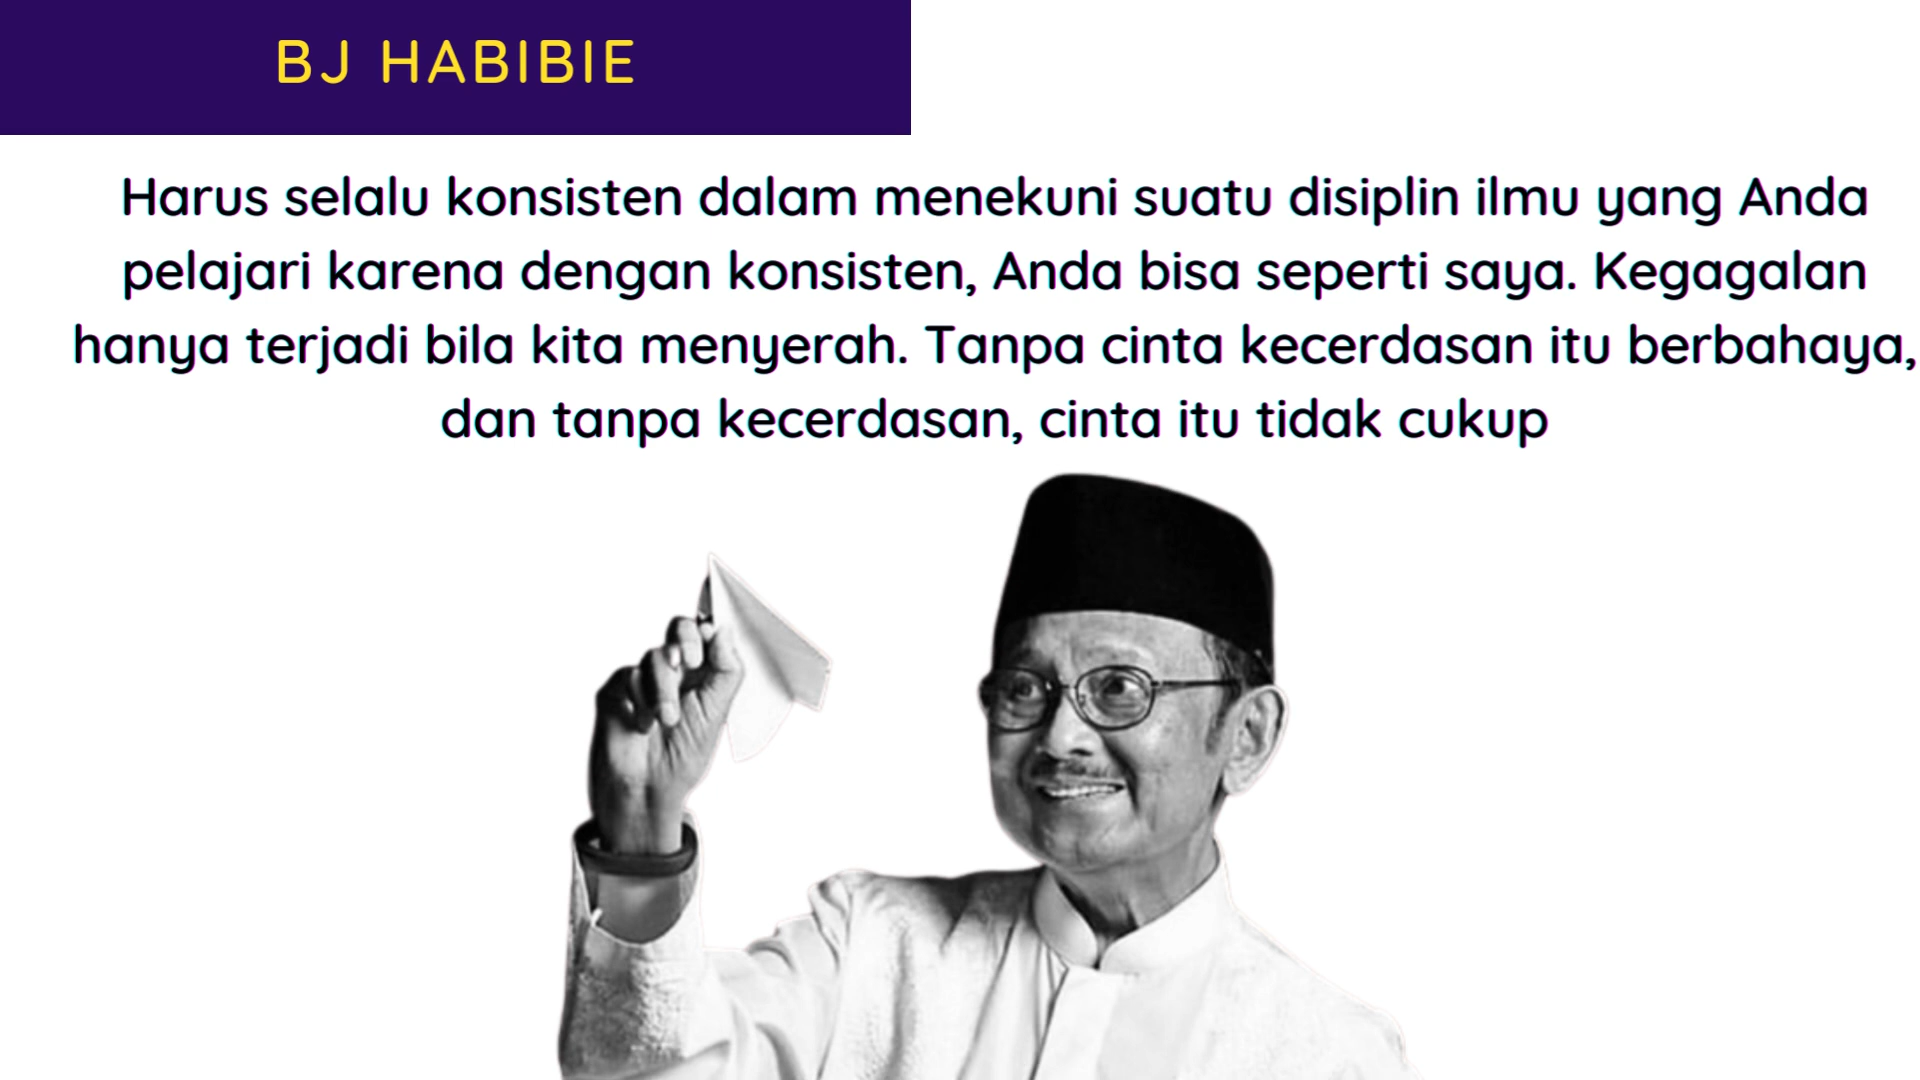 BJ HABIBIE
Harus selalu konsisten dalam menekuni suatu disiplin ilmu yang Anda
pelajari karena dengan konsisten, Anda bisa seperti saya. Kegagalan
hanya terjadi bila kita menyerah. Tanpa cinta kecerdasan itu berbahaya,
dan tanpa kecerdasan, cinta itu tidak cukup